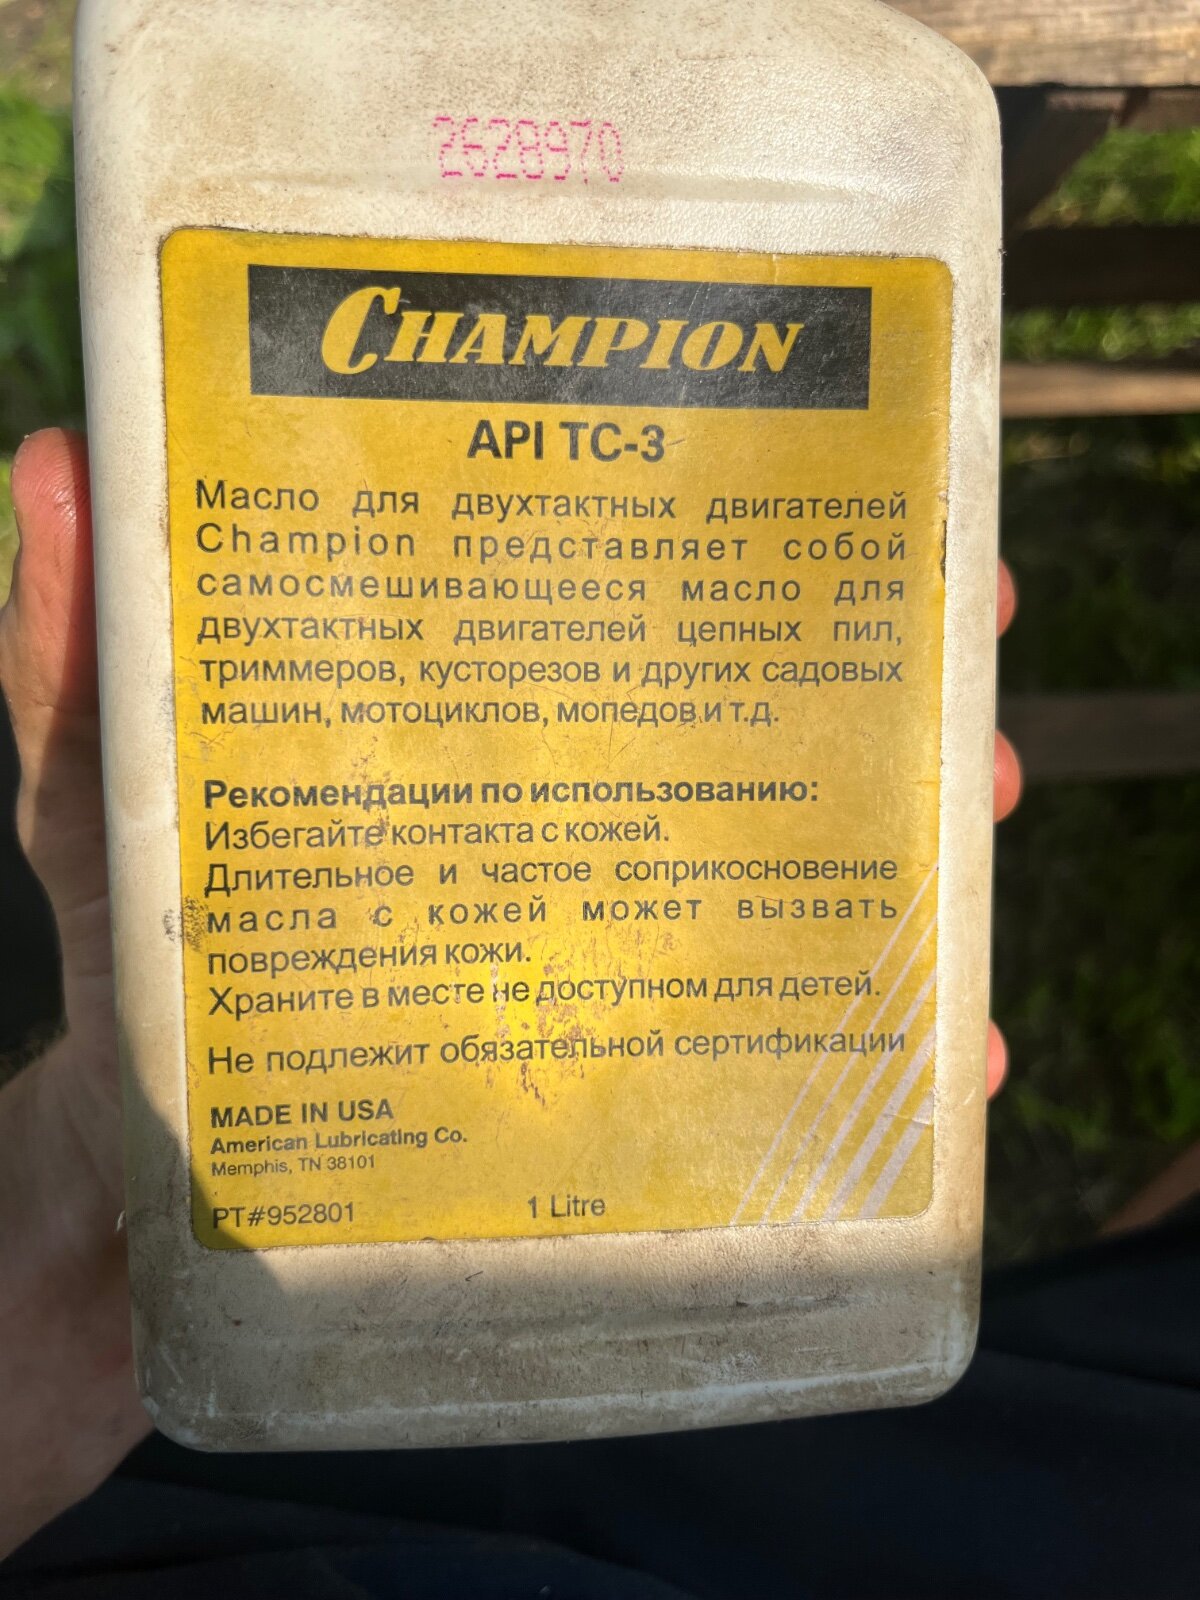 2628970
CHAMPION
API TC-3
Масло для двухтактных двигателей
Champion представляет собой
самосмешивающееся масло для
двухтактных двигателей цепных пил,
триммеров, кусторезов и других садовых
машин, мотоциклов, мопедов и т.д.
Рекомендации по использованию:
Избегайте контакта с кожей.
Длительное и частое соприкосновение
масла с кожей может вызвать
повреждения кожи.
Храните в месте не доступном для детей.
Не подлежит обязательной сертификации
MADE IN USA
American Lubricating Co.
Memphis, TN 38101
PT#952801 1 Litre